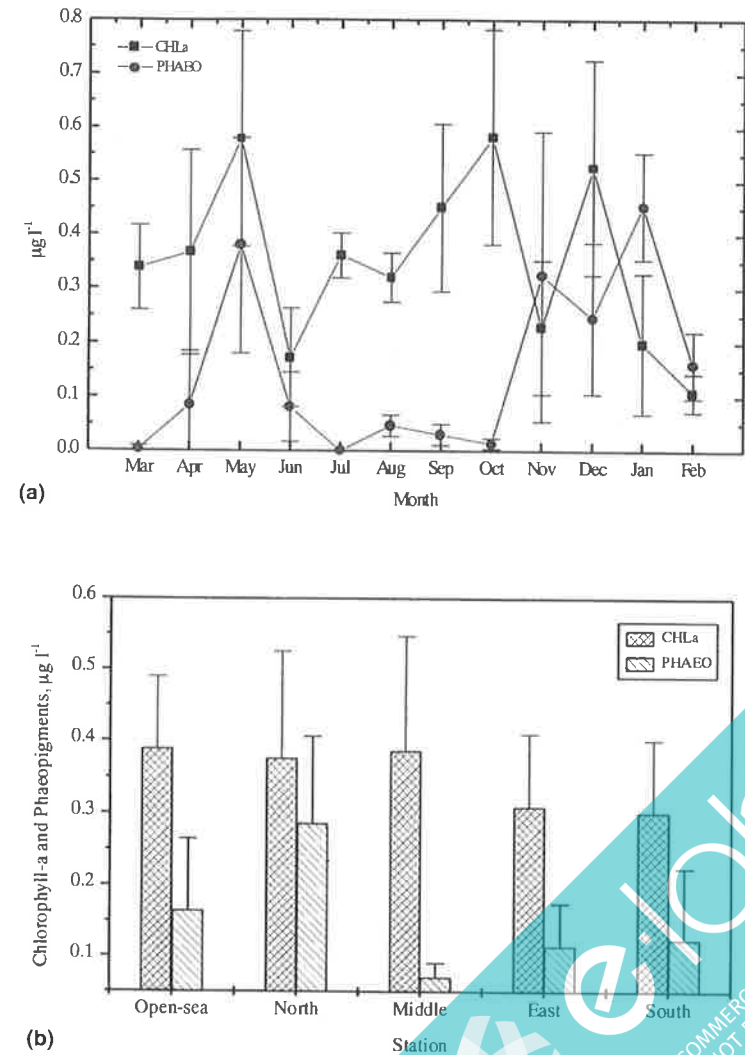 0.8
CHLa
PHAEO
0.7
0.6
0.5
0.4
0.3
0.2
0.1
0.0
µg l⁻¹
Mar Apr May Jun Jul Aug Sep Oct Nov Dec Jan Feb
(a)
Month
0.6
CHLa
PHAEO
0.5
0.4
0.3
0.2
0.1
Chlorophyll-a and Phaeopigments, µg l⁻¹
Open-sea North Middle East South
(b)
Station